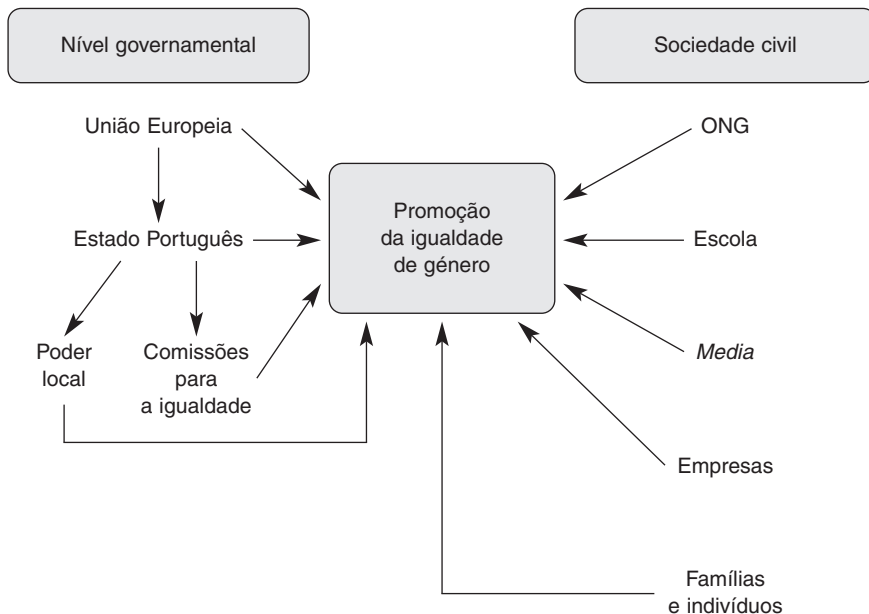 Nível governamental
Sociedade civil
União Europeia
ONG
Promoção
da igualdade
de género
Estado Português
Escola
Poder
local
Comissões
para
a igualdade
Media
Empresas
Famílias
e indivíduos